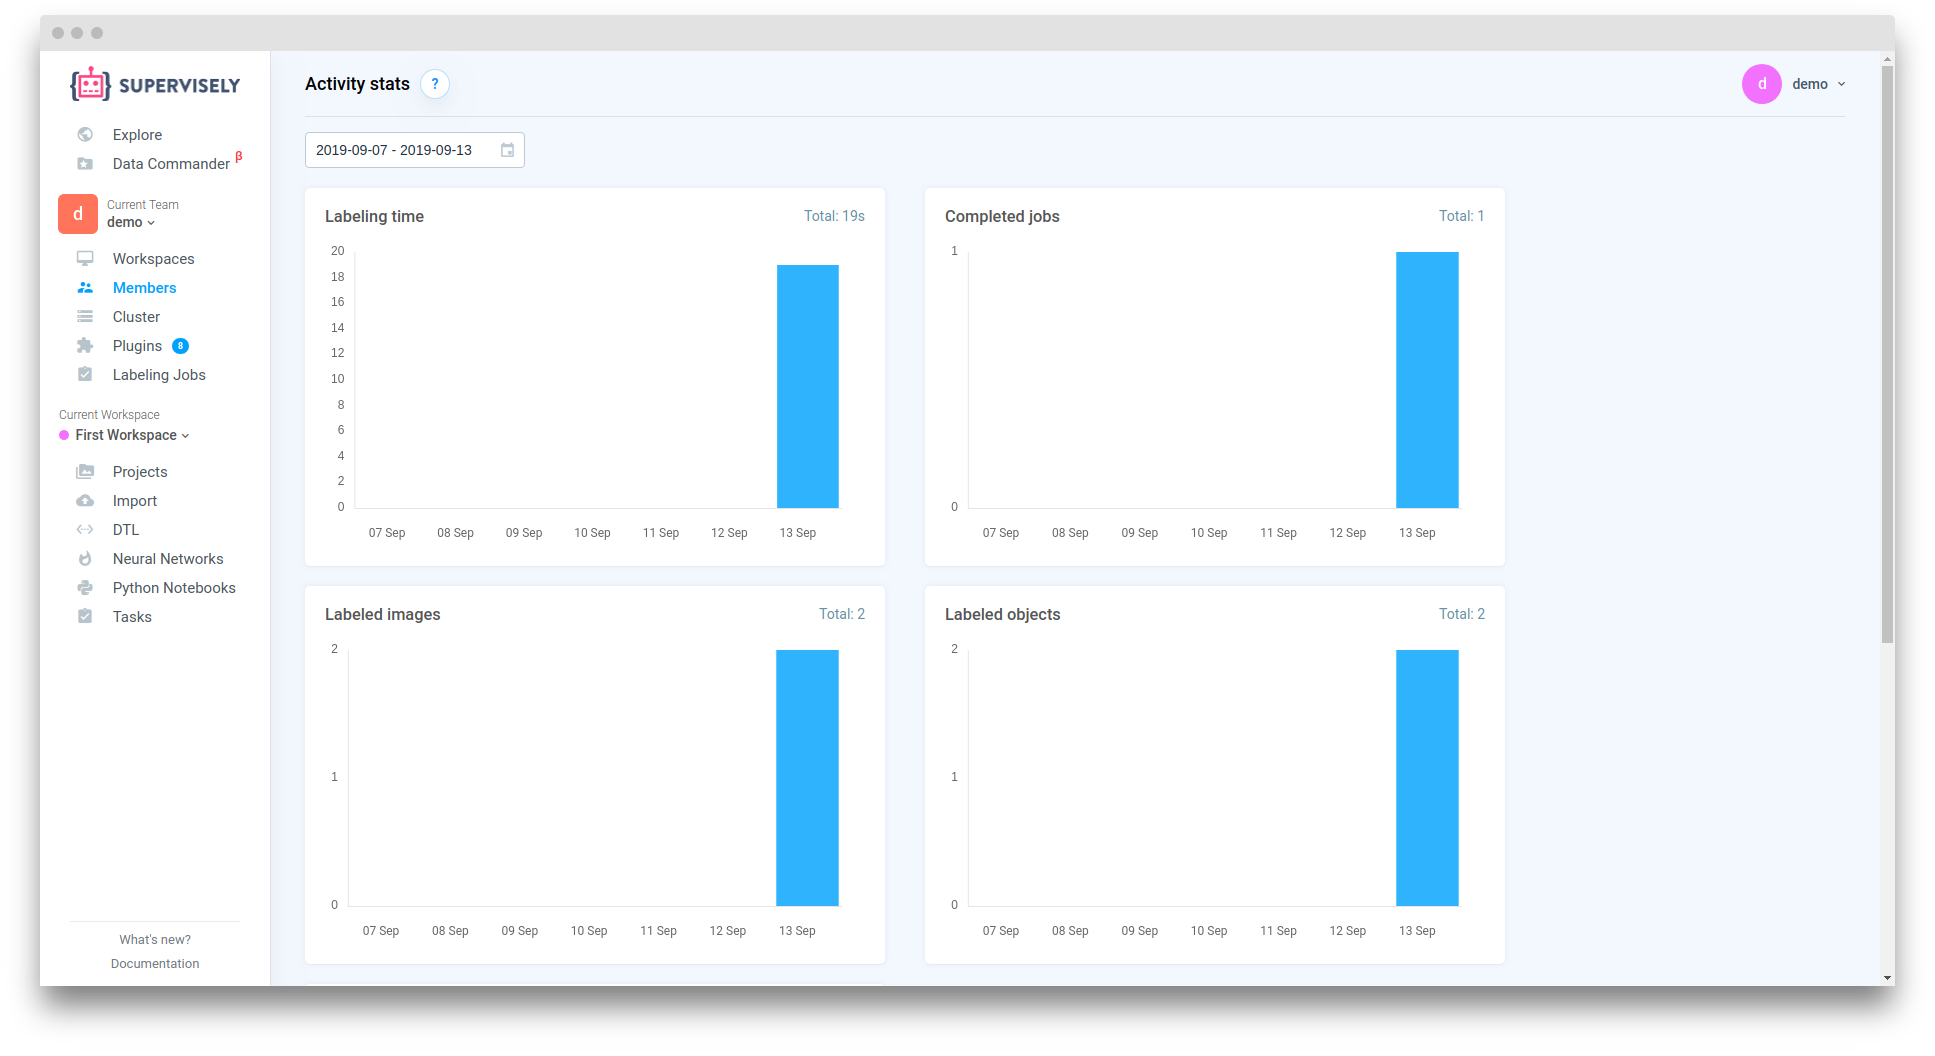 SUPERVISELY
Explore
Data Commander β
d
Current Team
demo
Workspaces
Members
Cluster
Plugins 8
Labeling Jobs
Current Workspace
First Workspace
Projects
Import
DTL
Neural Networks
Python Notebooks
Tasks
What's new?
Documentation
Activity stats ?
d demo
2019-09-07 - 2019-09-13
Labeling time Total: 19s
20
18
16
14
12
10
8
6
4
2
0
07 Sep 08 Sep 09 Sep 10 Sep 11 Sep 12 Sep 13 Sep
Completed jobs Total: 1
1
0
07 Sep 08 Sep 09 Sep 10 Sep 11 Sep 12 Sep 13 Sep
Labeled images Total: 2
2
1
0
07 Sep 08 Sep 09 Sep 10 Sep 11 Sep 12 Sep 13 Sep
Labeled objects Total: 2
2
1
0
07 Sep 08 Sep 09 Sep 10 Sep 11 Sep 12 Sep 13 Sep